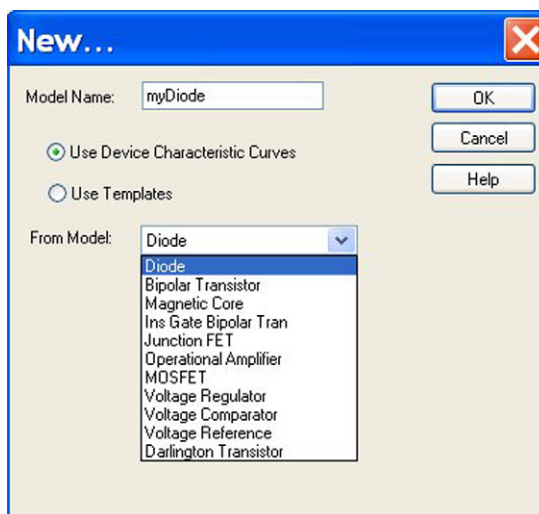 New...
Model Name: myDiode
OK
Use Device Characteristic Curves
Cancel
Use Templates
Help
From Model: Diode
Diode
Bipolar Transistor
Magnetic Core
Ins Gate Bipolar Tran
Junction FET
Operational Amplifier
MOSFET
Voltage Regulator
Voltage Comparator
Voltage Reference
Darlington Transistor